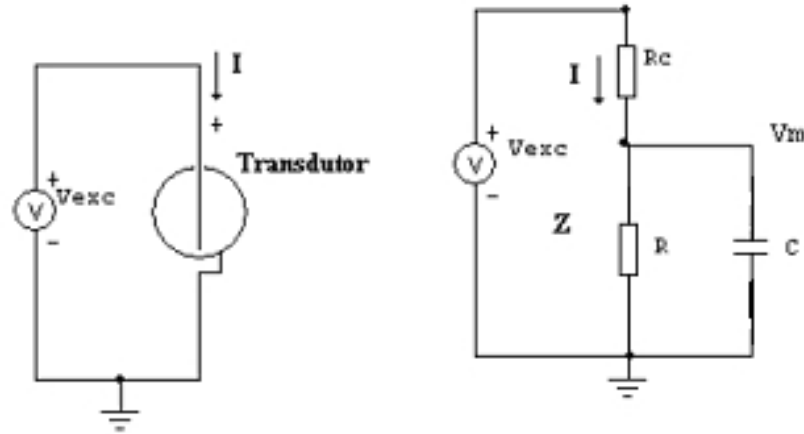 I
+
Transdutor
+
Vexc
V
-
Rc
I
Vm
+
Vexc
V
-
Z
R
C